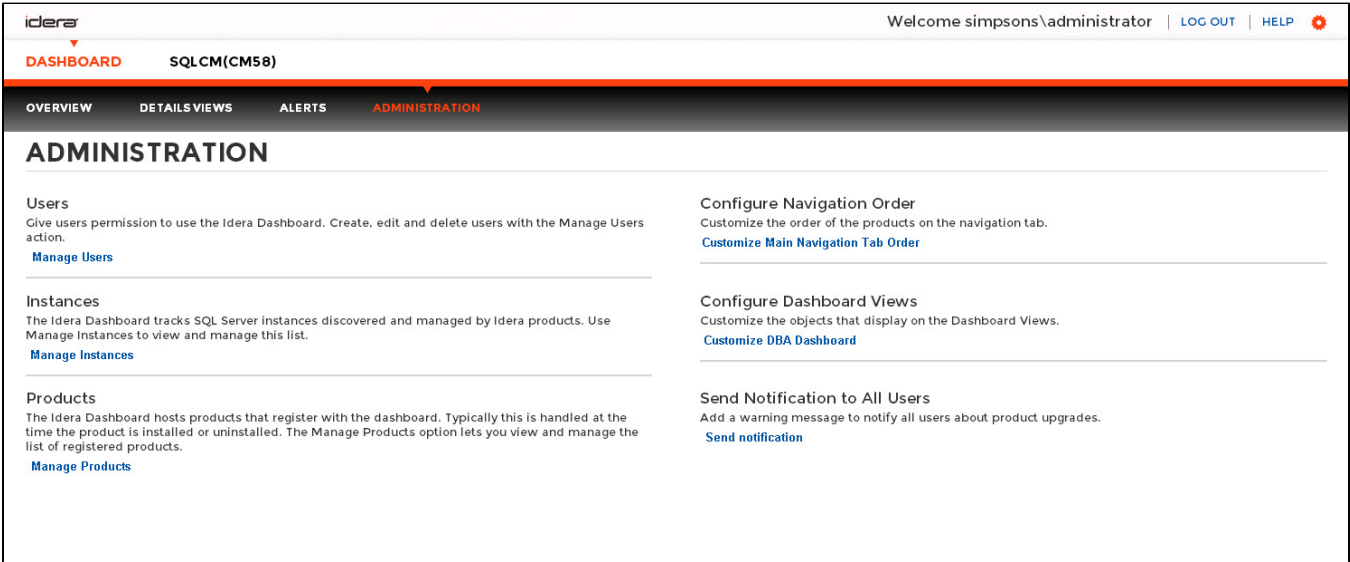 idera
Welcome simpsons\administrator
LOG OUT
HELP
DASHBOARD
SQLCM(CM58)
OVERVIEW
DETAILS VIEWS
ALERTS
ADMINISTRATION
ADMINISTRATION
Users
Give users permission to use the Idera Dashboard. Create, edit and delete users with the Manage Users
action.
Manage Users
Instances
The Idera Dashboard tracks SQL Server instances discovered and managed by Idera products. Use
Manage Instances to view and manage this list.
Manage Instances
Products
The Idera Dashboard hosts products that register with the dashboard. Typically this is handled at the
time the product is installed or uninstalled. The Manage Products option lets you view and manage the
list of registered products.
Manage Products
Configure Navigation Order
Customize the order of the products on the navigation tab.
Customize Main Navigation Tab Order
Configure Dashboard Views
Customize the objects that display on the Dashboard Views.
Customize DBA Dashboard
Send Notification to All Users
Add a warning message to notify all users about product upgrades.
Send notification